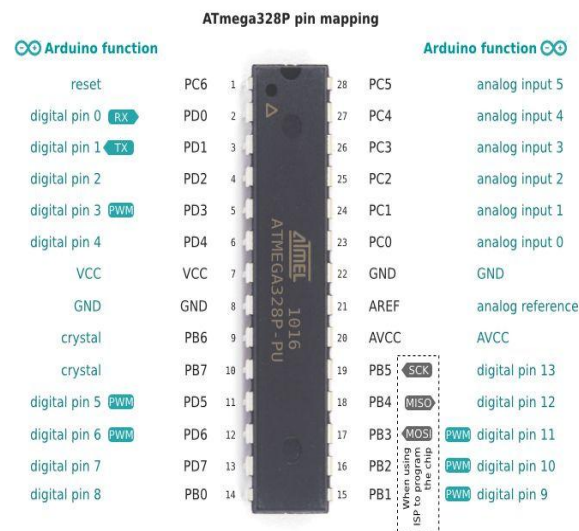 ATmega328P pin mapping
Arduino function Arduino function
reset PC6 1 28 PC5 analog input 5
digital pin 0 RX PD0 2 27 PC4 analog input 4
digital pin 1 TX PD1 3 26 PC3 analog input 3
digital pin 2 PD2 4 25 PC2 analog input 2
digital pin 3 PWM PD3 5 24 PC1 analog input 1
digital pin 4 PD4 6 23 PC0 analog input 0
VCC VCC 7 22 GND GND
GND GND 8 21 AREF analog reference
crystal PB6 9 20 AVCC AVCC
crystal PB7 10 19 PB5 SCK digital pin 13
digital pin 5 PWM PD5 11 18 PB4 MISO digital pin 12
digital pin 6 PWM PD6 12 17 PB3 MOSI PWM digital pin 11
digital pin 7 PD7 13 16 PB2 PWM digital pin 10
digital pin 8 PB0 14 15 PB1 PWM digital pin 9
When using
ISP to program
the chip
ATMEL
ATMEGA328P-PU
1016